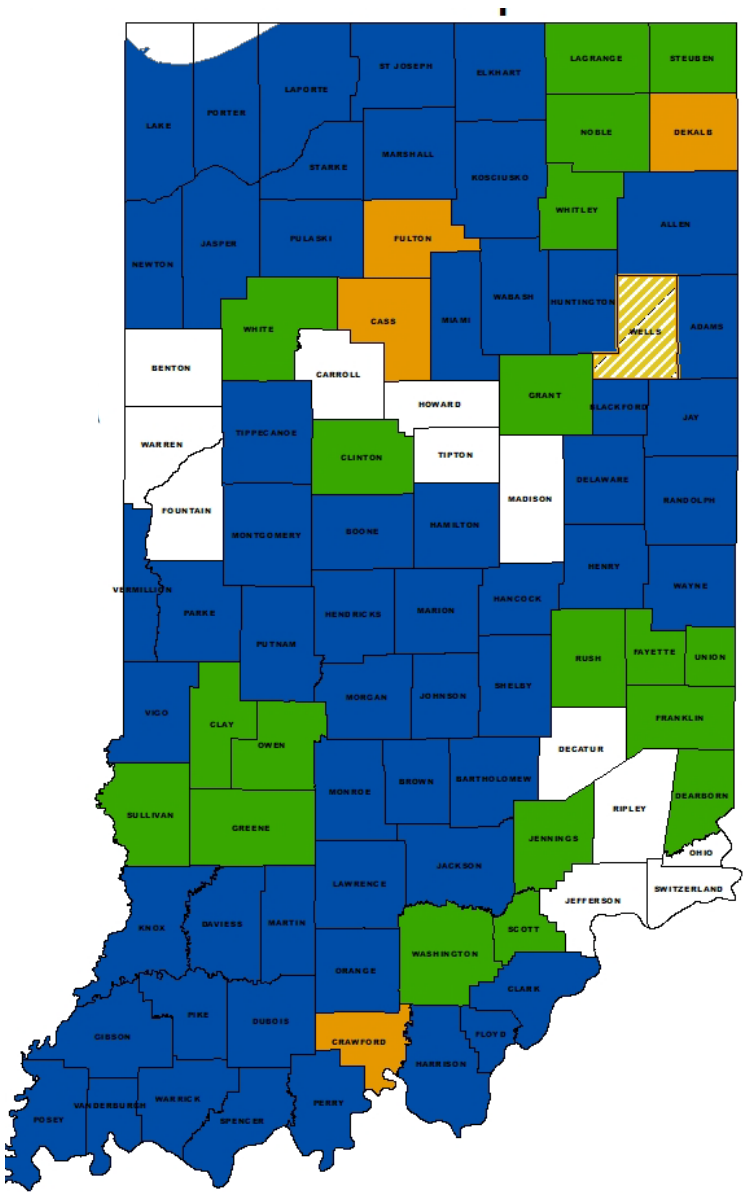 LAGRANGE
STEUBEN
ST JOSEPH
ELKHART
LAPORTE
PORTER
LAKE
NOBLE
DEKALB
MARSHALL
STARKE
KOSCIUSKO
WHITLEY
ALLEN
FULTON
PULASKI
JASPER
NEWTON
WABASH
HUNTINGTON
MIAMI
CASS
WHITE
WELLS
ADAMS
BENTON
CARROLL
HOWARD
GRANT
BLACKFORD
JAY
WARREN
TIPPECANOE
CLINTON
TIPTON
FOUNTAIN
MADISON
DELAWARE
RANDOLPH
MONTGOMERY
BOONE
HAMILTON
HENRY
WAYNE
VERMILLION
PARKE
HENDRICKS
MARION
HANCOCK
PUTNAM
RUSH
FAYETTE
UNION
SHELBY
MORGAN
JOHNSON
VIGO
CLAY
OWEN
FRANKLIN
DECATUR
MONROE
BROWN
BARTHOLOMEW
DEARBORN
RIPLEY
SULLIVAN
GREENE
JENNINGS
OHIO
JACKSON
LAWRENCE
SWITZERLAND
JEFFERSON
KNOX
DAVIESS
MARTIN
SCOTT
WASHINGTON
ORANGE
CLARK
PIKE
DUBOIS
GIBSON
FLOYD
CRAWFORD
HARRISON
PERRY
WARRICK
VANDERBURGH
POSEY
SPENCER